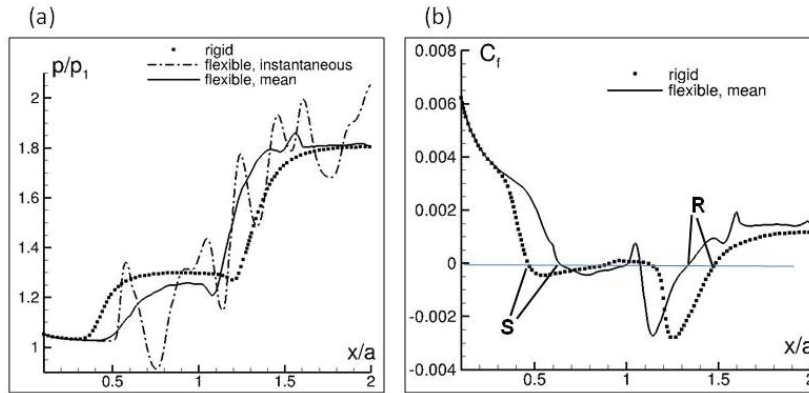 (a)
p/p1
rigid
flexible, instantaneous
flexible, mean
2
1.8
1.6
1.4
1.2
1
0.5
1
1.5
2
x/a
(b)
Cf
rigid
flexible, mean
0.008
0.006
0.004
0.002
0
-0.002
-0.004
R
S
0.5
1
1.5
2
x/a